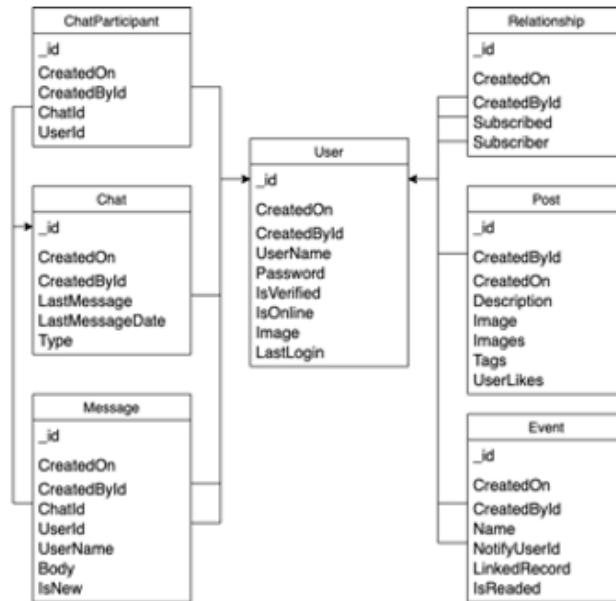 ChatParticipant
_id
CreatedOn
CreatedById
ChatId
UserId
Chat
_id
CreatedOn
CreatedById
LastMessage
LastMessageDate
Type
Message
_id
CreatedOn
CreatedById
ChatId
UserId
UserName
Body
IsNew
User
_id
CreatedOn
CreatedById
UserName
Password
IsVerified
IsOnline
Image
LastLogin
Relationship
_id
CreatedOn
CreatedById
Subscribed
Subscriber
Post
_id
CreatedById
CreatedOn
Description
Image
Images
Tags
UserLikes
Event
_id
CreatedOn
CreatedById
Name
NotifyUserId
LinkedRecord
IsReaded